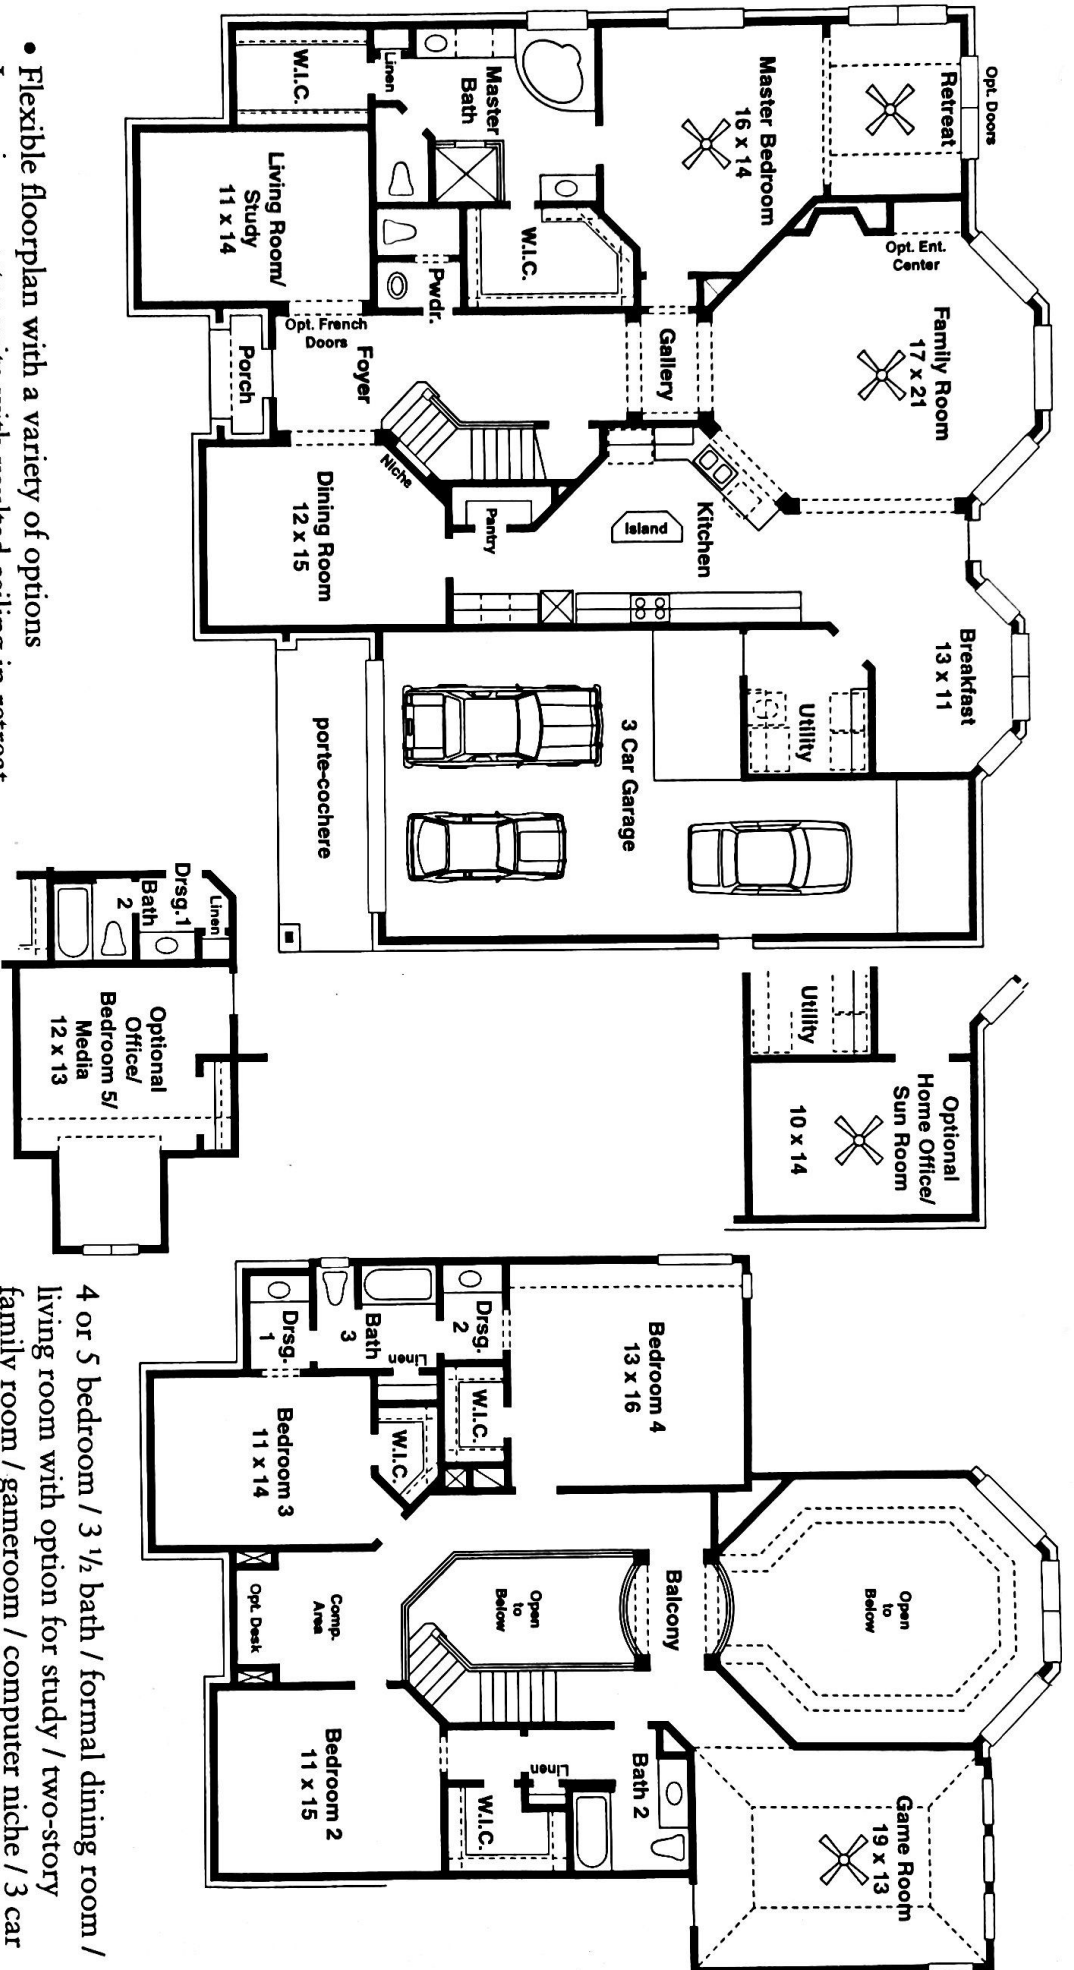 Opt. Doors
Retreat
Master Bedroom
16 x 14
Master
Bath
Linen
W.I.C.
Living Room/
Study
11 x 14
W.I.C.
Pwdr.
Opt. Ent.
Center
Family Room
17 x 21
Gallery
Opt. French
Doors
Foyer
Porch
Niche
Dining Room
12 x 15
Pantry
Island
Kitchen
Breakfast
13 x 11
Utility
3 Car Garage
porte-cochere
Utility
Optional
Home Office/
Sun Room
10 x 14
Linen
Drsg.1
Bath
2
Optional
Office/
Bedroom 5/
Media
12 x 13
Bedroom 4
13 x 16
Drsg.
2
Bath
3
Linen
Drsg.
1
W.I.C.
W.I.C.
Bedroom 3
11 x 14
Open
to
Below
Balcony
Open
to
Below
Comp.
Area
Opt. Desk
Bedroom 2
11 x 15
Linen
W.I.C.
Bath 2
Game Room
19 x 13
• Flexible floorplan with a variety of options
with vaulted ceiling in retreat
4 or 5 bedroom / 3 ½ bath / formal dining room /
living room with option for study / two-story
family room / gameroom / computer niche / 3 car